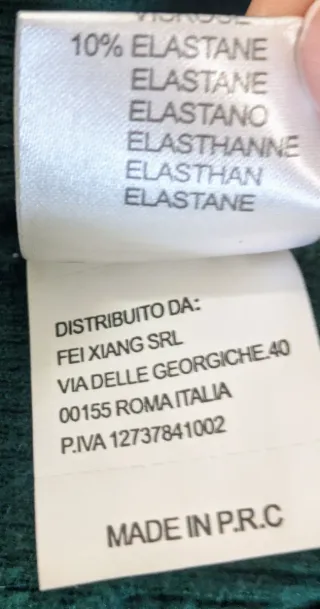 10% ELASTANE
ELASTANE
ELASTANO
ELASTHANNE
ELASTHAN
ELASTANE
DISTRIBUITO DA:
FEI XIANG SRL
VIA DELLE GEORGICHE.40
00155 ROMA ITALIA
P.IVA 12737841002
MADE IN P.R.C